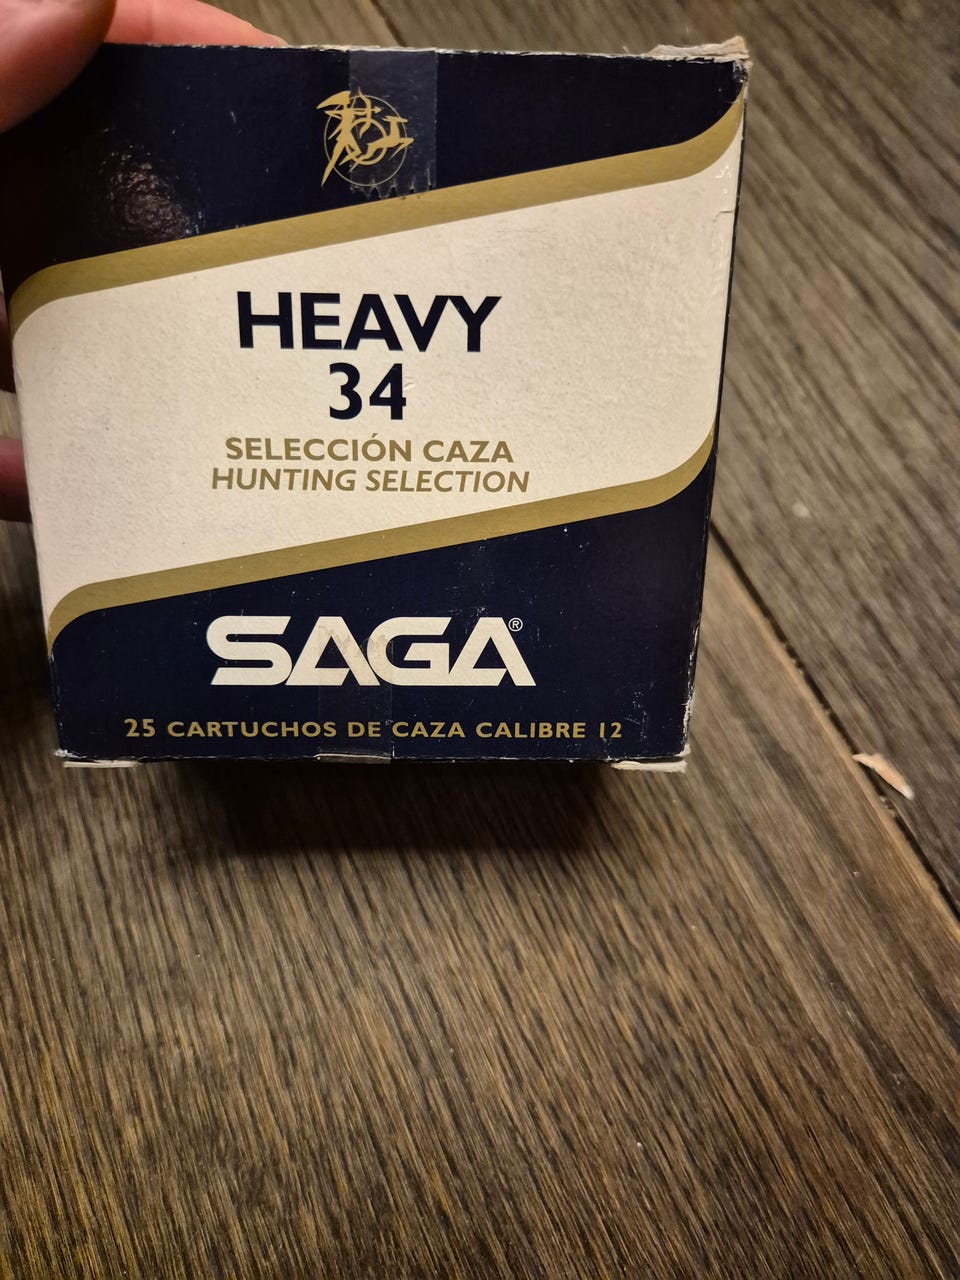 HEAVY
34
SELECCIÓN CAZA
HUNTING SELECTION
SAGA®
25 CARTUCHOS DE CAZA CALIBRE 12